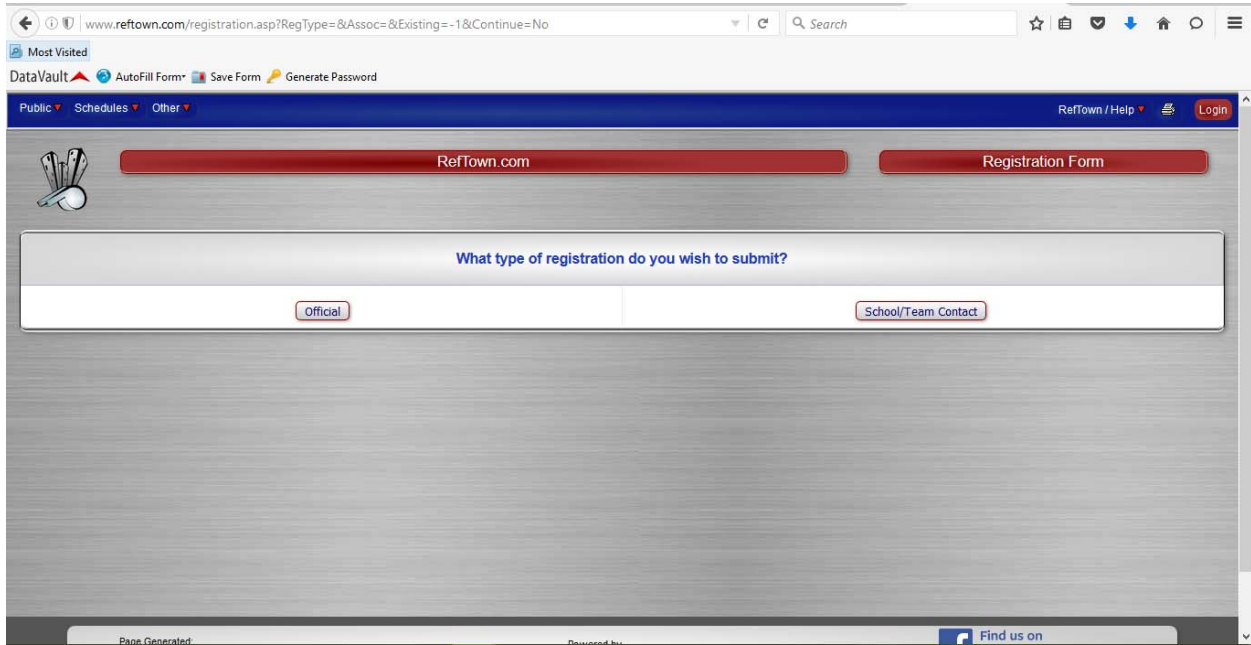 www.reftown.com/registration.asp?RegType=&Assoc=&Existing=-1&Continue=No Search
Most Visited
DataVault AutoFill Form Save Form Generate Password
Public Schedules Other RefTown / Help Login
RefTown.com Registration Form
What type of registration do you wish to submit?
Official School/Team Contact
Page Generated: Powered by Find us on